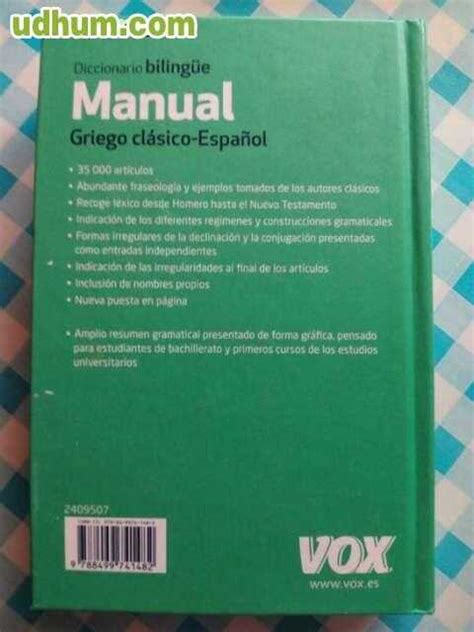 udhum.com
Diccionario bilingüe
Manual
Griego clásico-Español
• 35 000 artículos
• Abundante fraseología y ejemplos tomados de los autores clásicos
• Recoge léxico desde Homero hasta el Nuevo Testamento
• Indicación de los diferentes regímenes y construcciones gramaticales
• Formas irregulares de la declinación y la conjugación presentadas
como entradas independientes
• Indicación de las irregularidades al final de los artículos
• Inclusión de nombres propios
• Nueva puesta en página
• Amplio resumen gramatical presentado de forma gráfica, pensado
para estudiantes de bachillerato y primeros cursos de los estudios
universitarios
2409507
9 788499 741482
VOX
www.vox.es